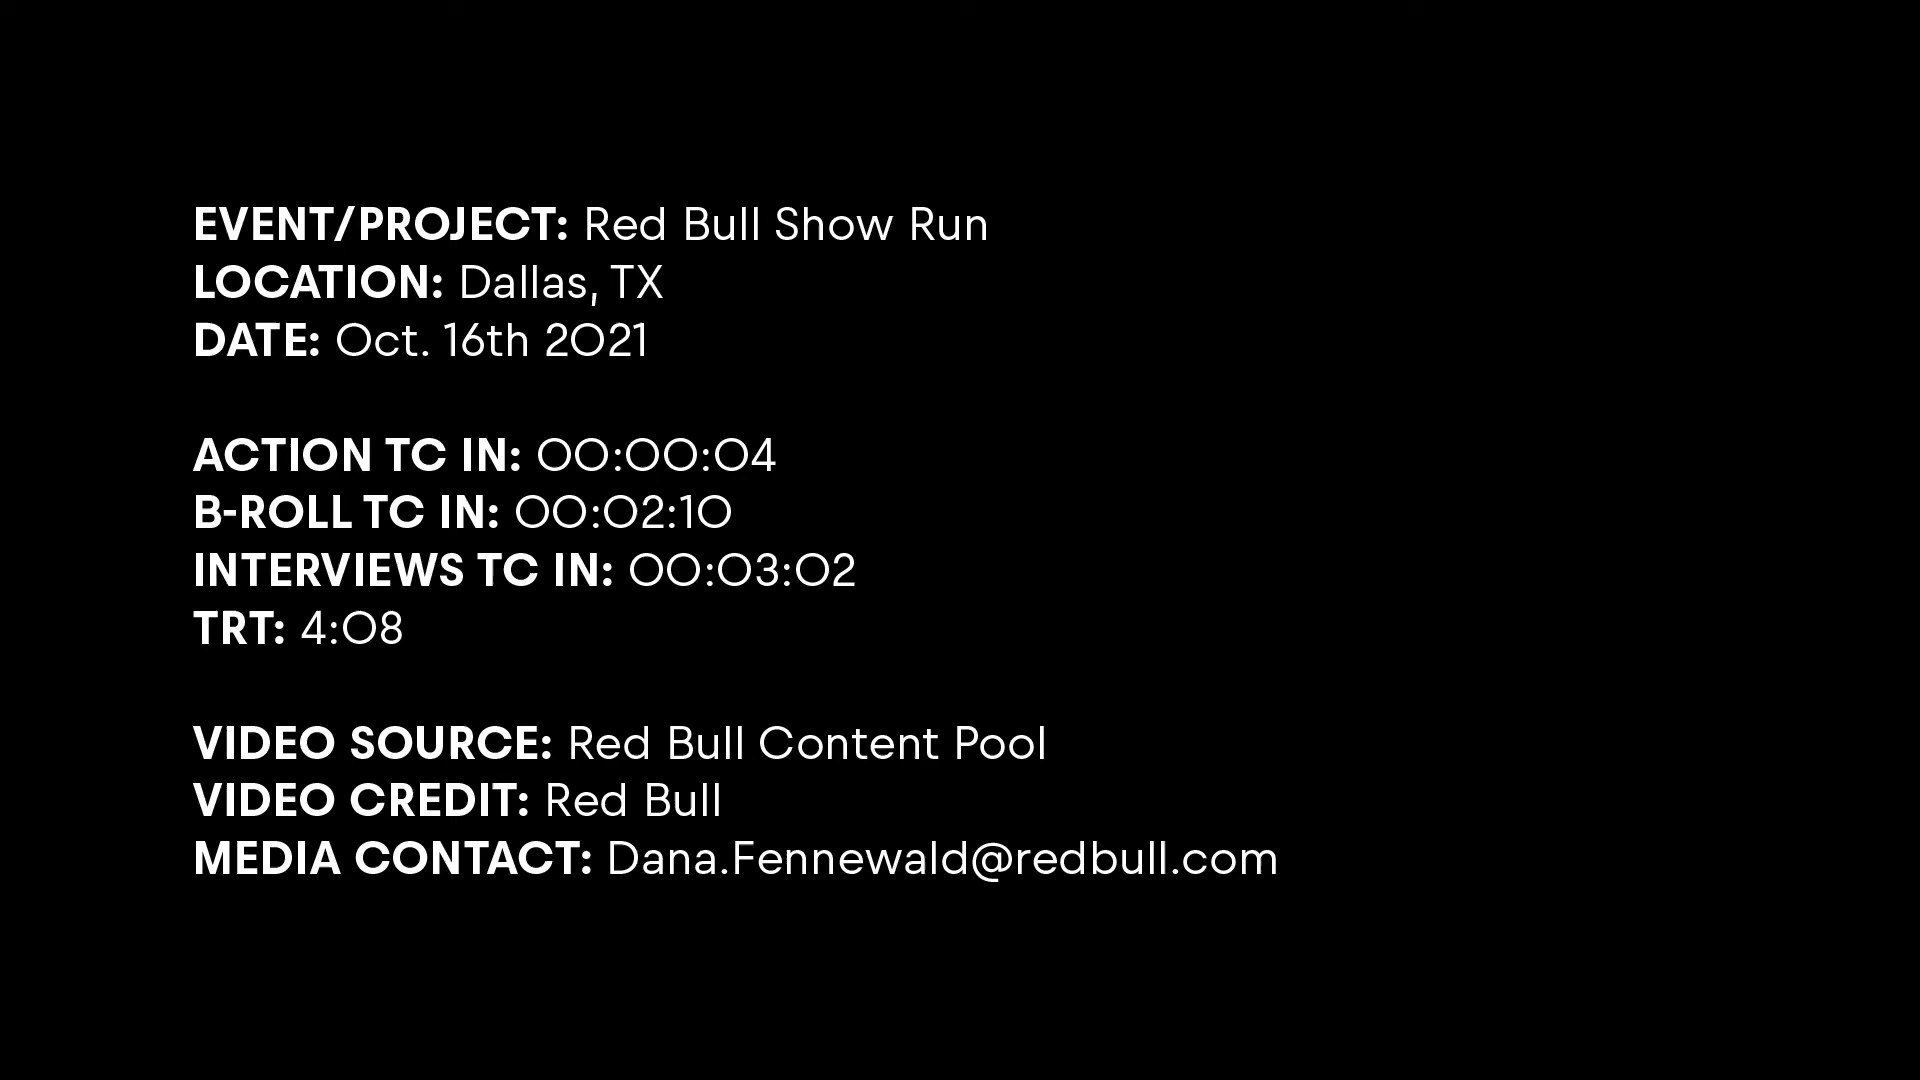 EVENT/PROJECT: Red Bull Show Run
LOCATION: Dallas, TX
DATE: Oct. 16th 2021
ACTION TC IN: 00:00:04
B-ROLL TC IN: 00:02:10
INTERVIEWS TC IN: 00:03:02
TRT: 4:08
VIDEO SOURCE: Red Bull Content Pool
VIDEO CREDIT: Red Bull
MEDIA CONTACT: Dana.Fennewald@redbull.com